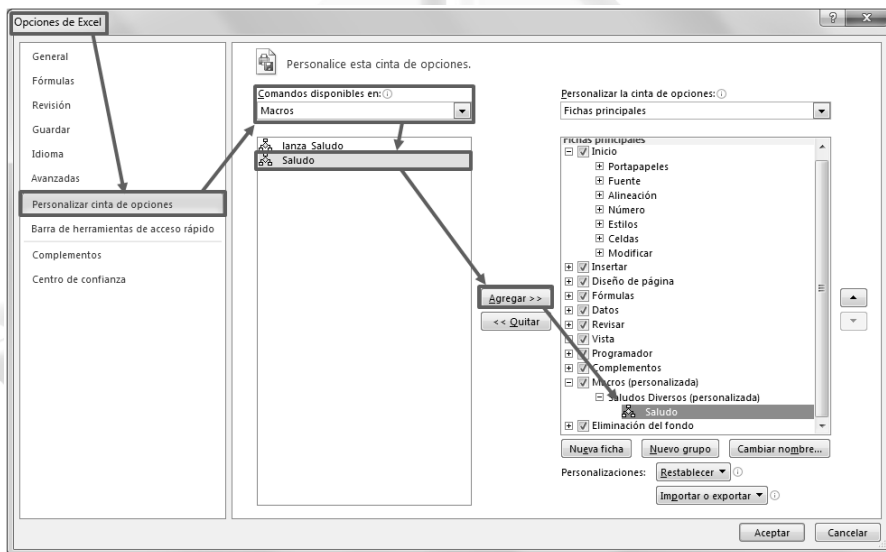 Opciones de Excel
General
Fórmulas
Revisión
Guardar
Idioma
Avanzadas
Personalizar cinta de opciones
Barra de herramientas de acceso rápido
Complementos
Centro de confianza
Personalice esta cinta de opciones.
Comandos disponibles en:
Macros
lanza_Saludo
Saludo
Agregar >>
<< Quitar
Personalizar la cinta de opciones:
Fichas principales
Fichas principales
Inicio
Portapapeles
Fuente
Alineación
Número
Estilos
Celdas
Modificar
Insertar
Diseño de página
Fórmulas
Datos
Revisar
Vista
Programador
Complementos
Macros (personalizada)
Saludos Diversos (personalizada)
Saludo
Eliminación del fondo
Nueva ficha
Nuevo grupo
Cambiar nombre...
Personalizaciones:
Restablecer
Importar o exportar
Aceptar
Cancelar